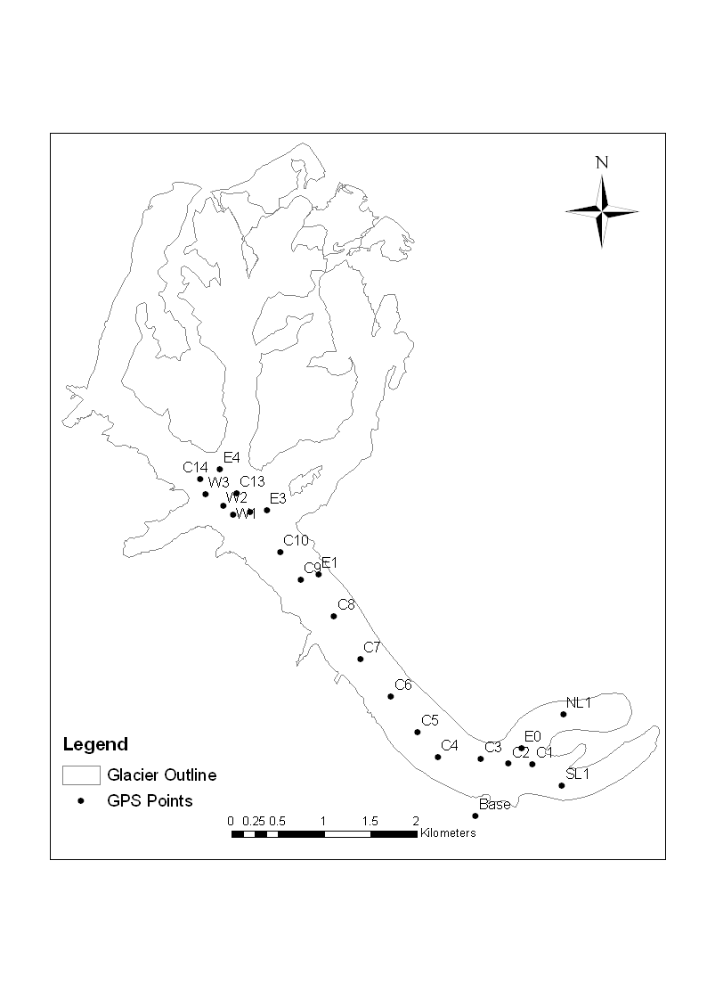 N
E4
C14
C13
W3
W2
E3
W1
C10
E1
C9
C8
C7
C6
NL1
C5
E0
C4
C3
C2
C1
SL1
Base
Legend
Glacier Outline
GPS Points
0 0.25 0.5 1 1.5 2
Kilometers